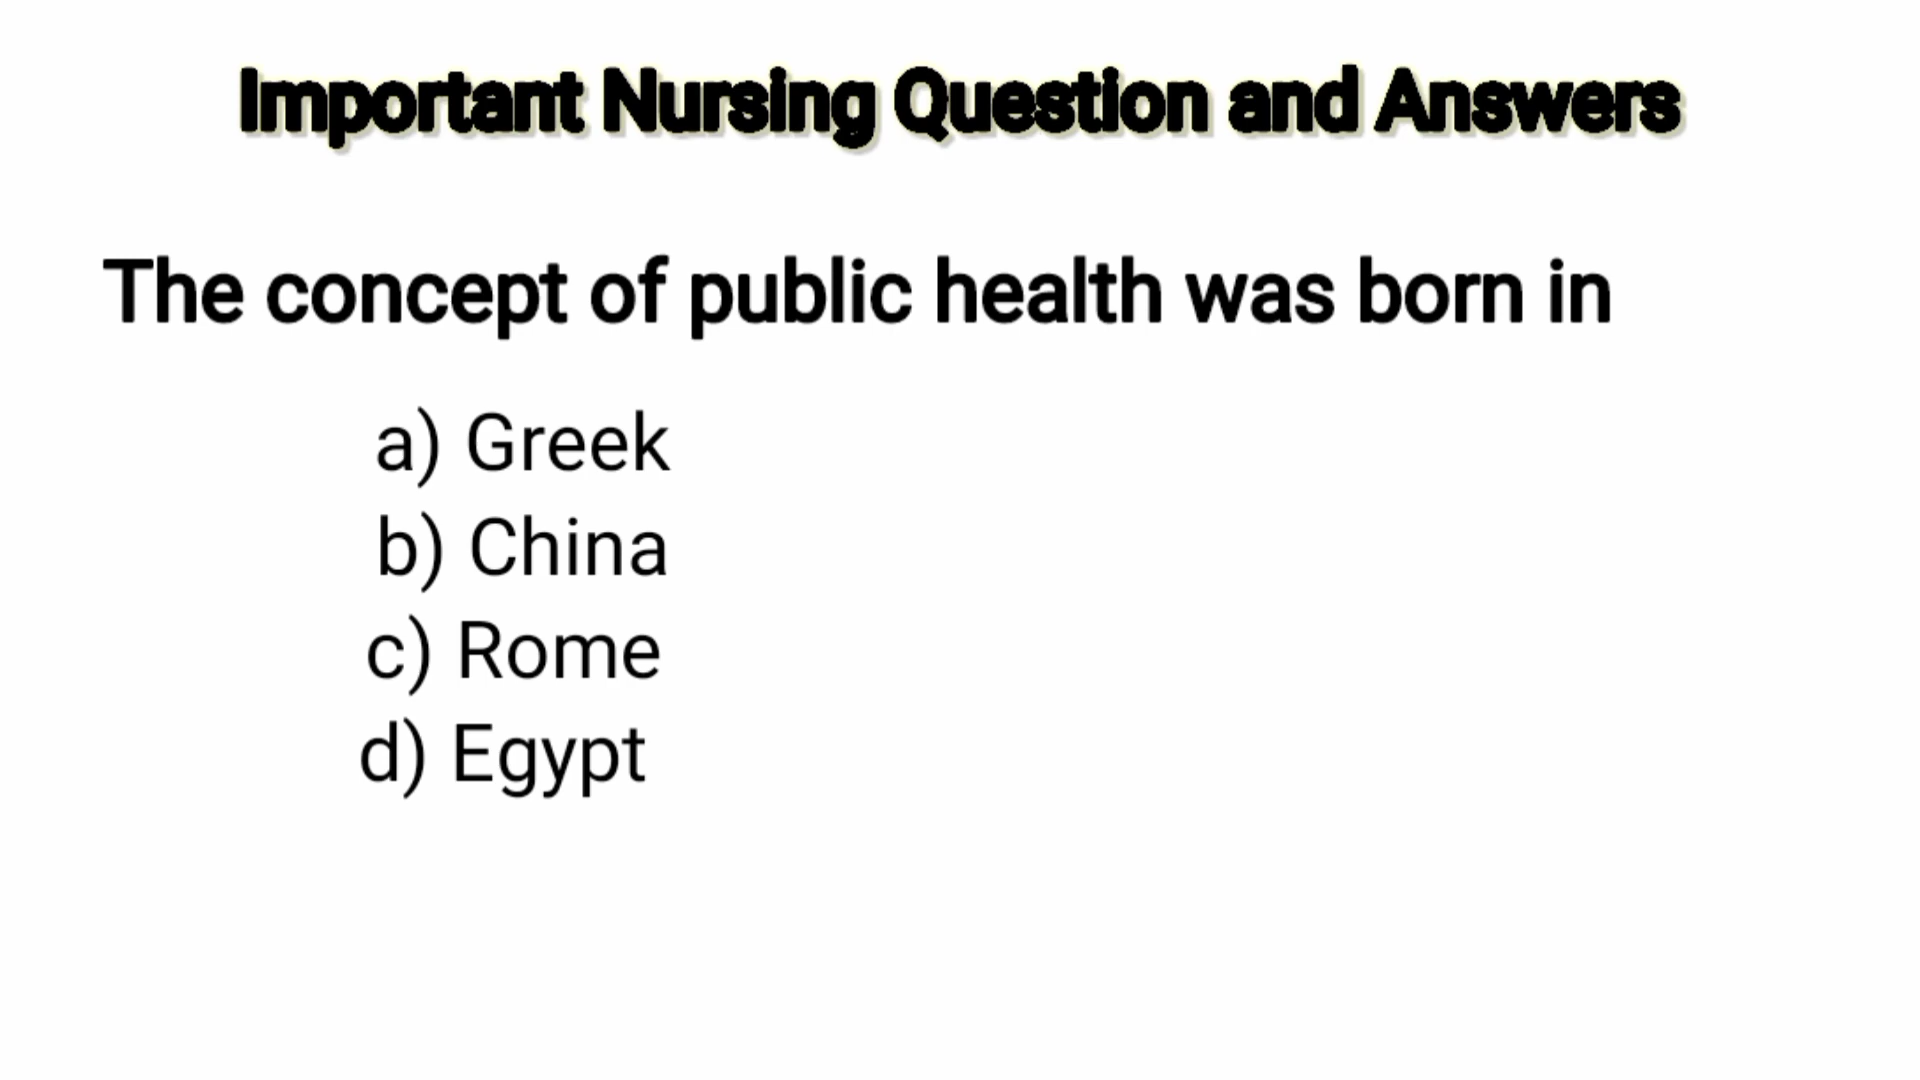 Important Nursing Question and Answers
The concept of public health was born in
a) Greek
b) China
c) Rome
d) Egypt